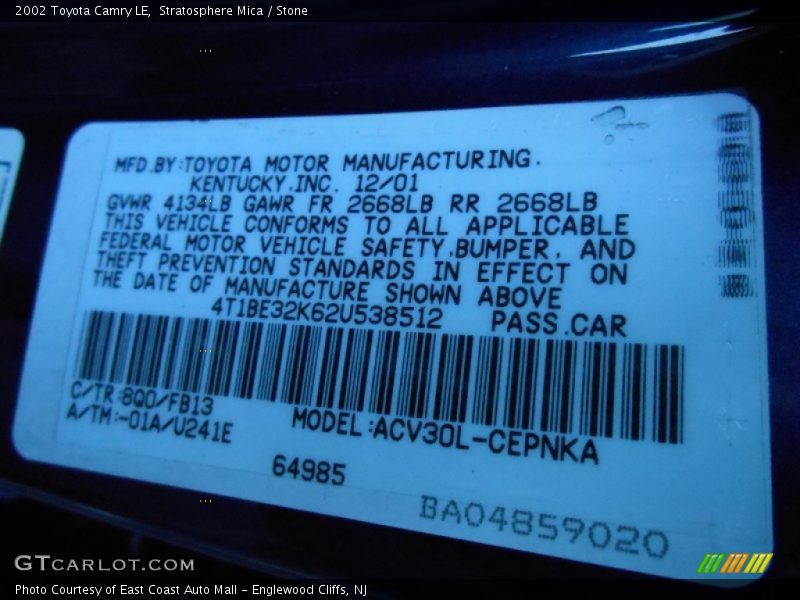 2002 Toyota Camry LE, Stratosphere Mica / Stone
MFD.BY:TOYOTA MOTOR MANUFACTURING.
KENTUCKY.INC. 12/01
GVWR 4134LB GAWR FR 2668LB RR 2668LB
THIS VEHICLE CONFORMS TO ALL APPLICABLE
FEDERAL MOTOR VEHICLE SAFETY,BUMPER, AND
THEFT PREVENTION STANDARDS IN EFFECT ON
THE DATE OF MANUFACTURE SHOWN ABOVE
4T1BE32K62U538512 PASS.CAR
C/TR:8Q0/FB13
A/TM:-01A/U241E
MODEL:ACV30L-CEPNKA
64985
BA04859020
GTcarlot.com
Photo Courtesy of East Coast Auto Mall - Englewood Cliffs, NJ